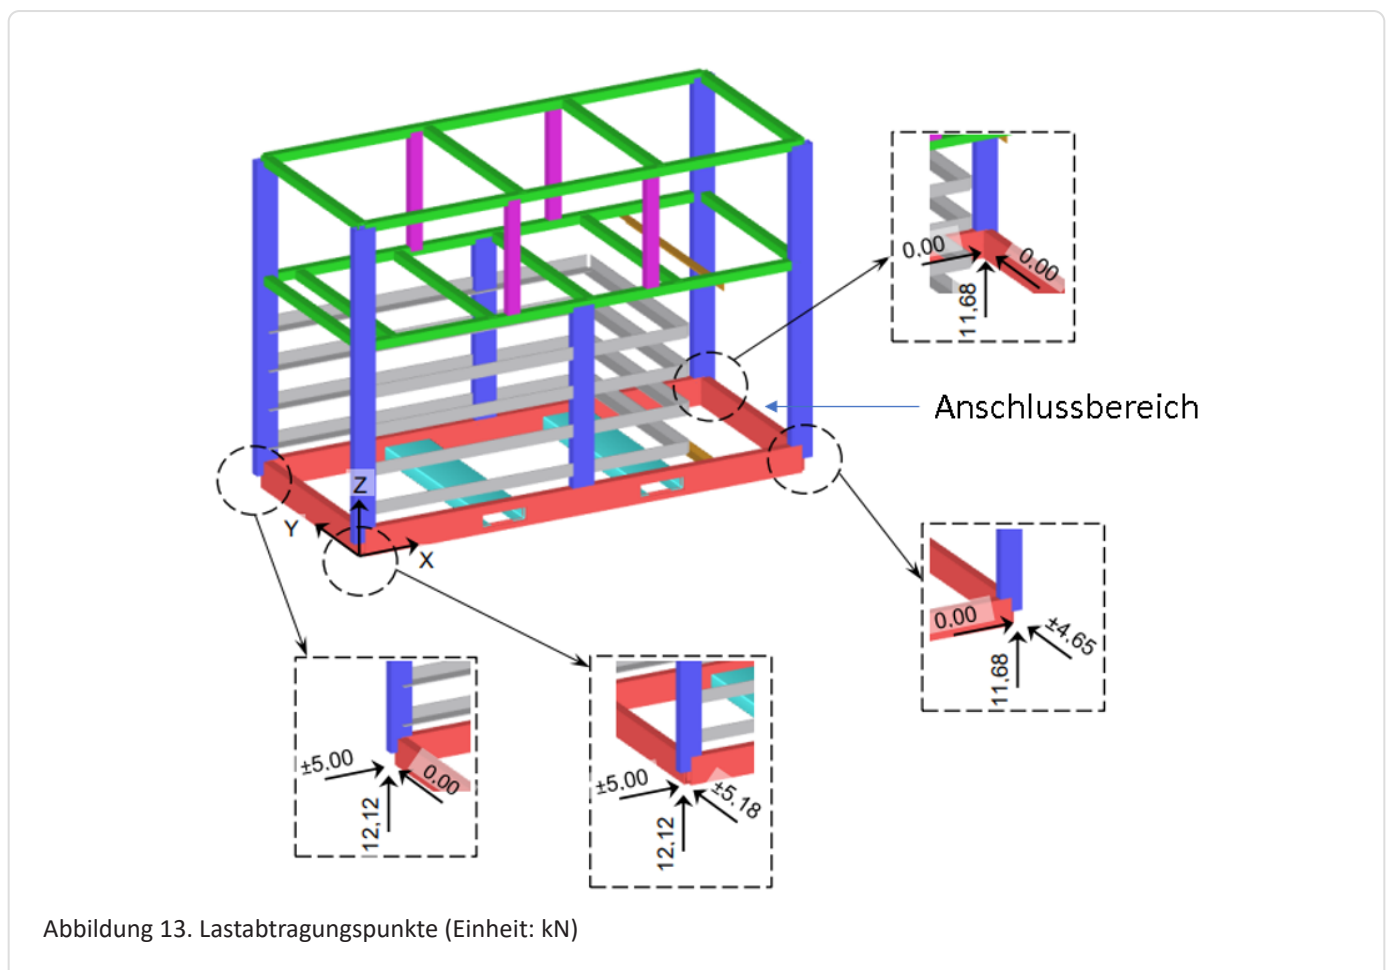 0.00
0.00
11,68
Anschlussbereich
Z
Y
X
0.00
±4.65
11,68
±5.00
0.00
12,12
±5.00
±5,18
12,12
Abbildung 13. Lastabtragungspunkte (Einheit: kN)